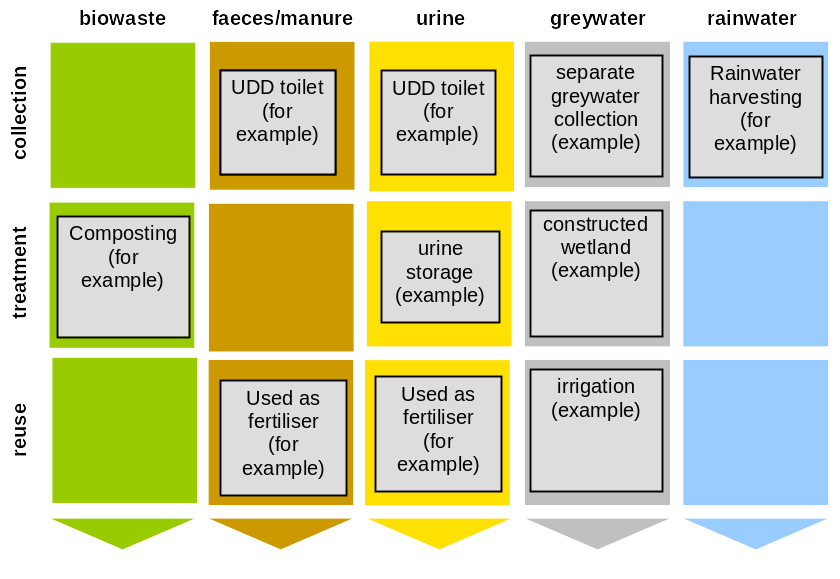 biowaste
faeces/manure
urine
greywater
rainwater
collection
UDD toilet
(for
example)
UDD toilet
(for
example)
separate
greywater
collection
(example)
Rainwater
harvesting
(for
example)
treatment
Composting
(for
example)
urine
storage
(example)
constructed
wetland
(example)
reuse
Used as
fertiliser
(for
example)
Used as
fertiliser
(for
example)
irrigation
(example)